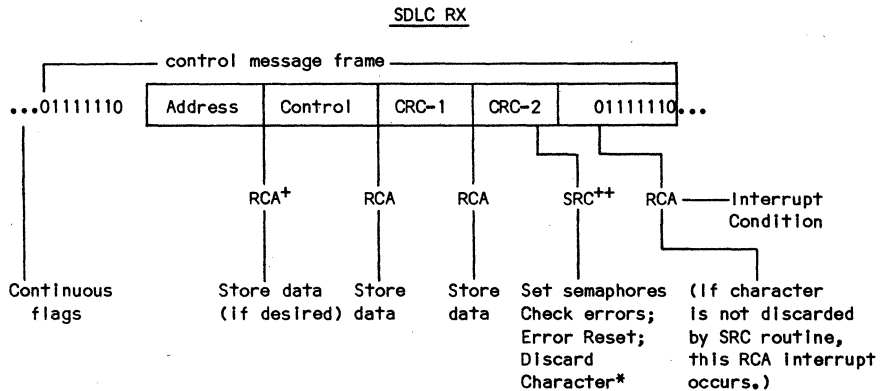 SDLC RX
control message frame
...01111110 Address Control CRC-1 CRC-2 01111110...
RCA+ RCA RCA SRC++ RCA Interrupt
Condition
Continuous Store data Store Store Set semaphores (If character
flags (if desired) data data Check errors; is not discarded
Error Reset; by SRC routine,
Discard this RCA interrupt
Character* occurs.)